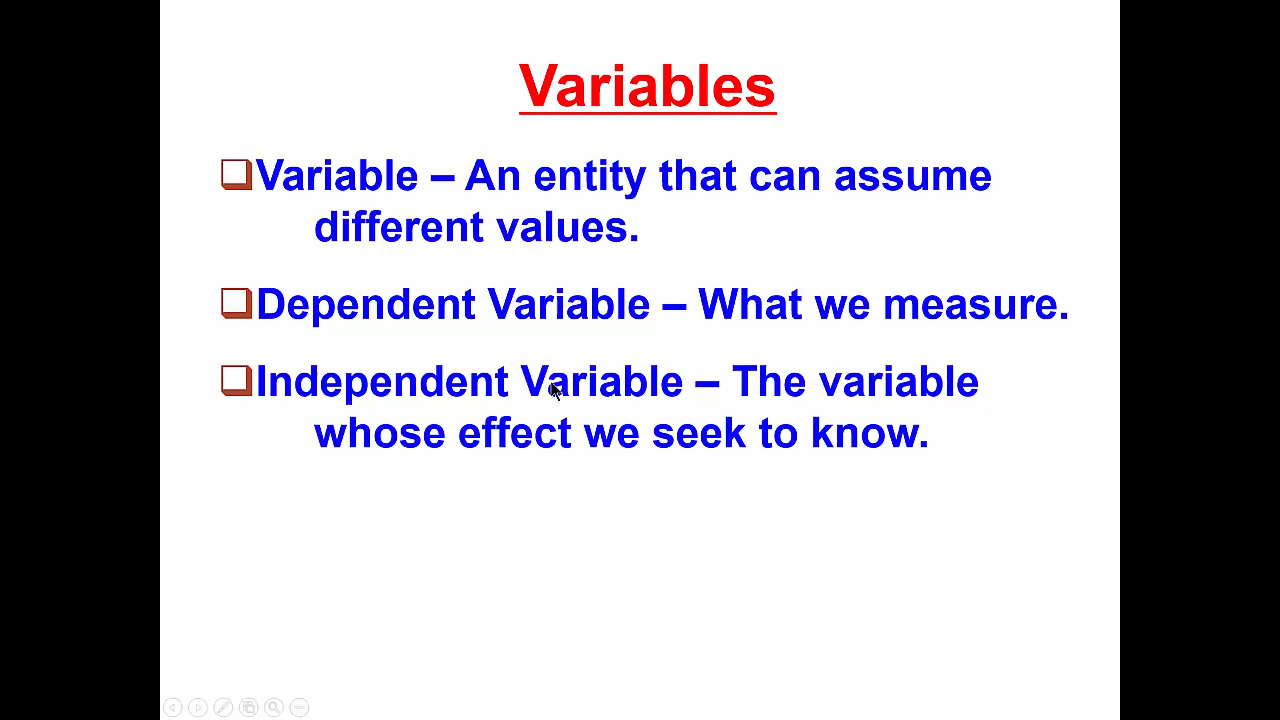 Variables
Variable – An entity that can assume
different values.
Dependent Variable – What we measure.
Independent Variable – The variable
whose effect we seek to know.